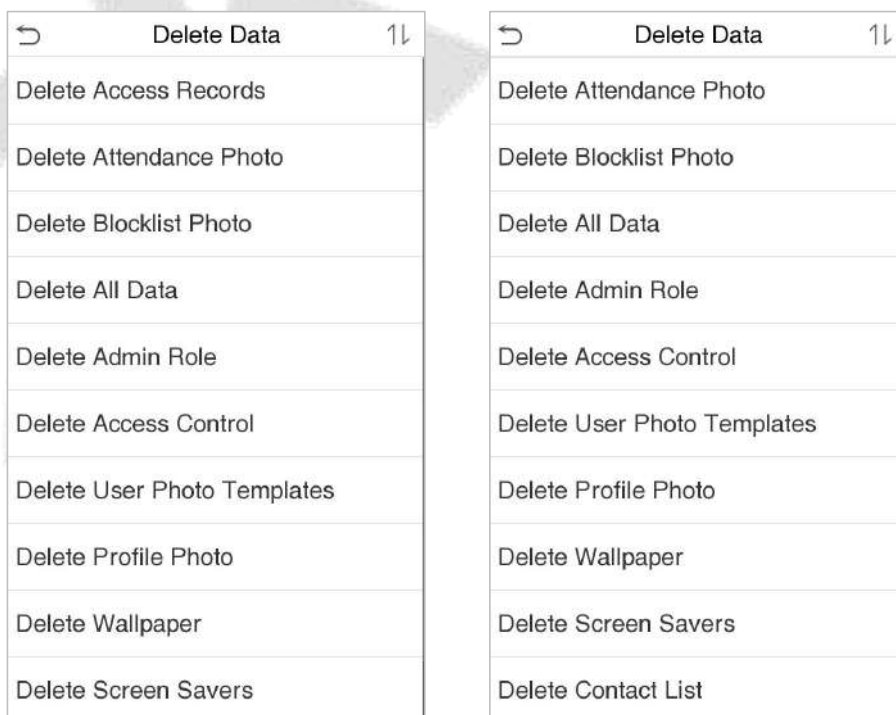 Delete Data
Delete Access Records
Delete Attendance Photo
Delete Blocklist Photo
Delete All Data
Delete Admin Role
Delete Access Control
Delete User Photo Templates
Delete Profile Photo
Delete Wallpaper
Delete Screen Savers
Delete Data
Delete Attendance Photo
Delete Blocklist Photo
Delete All Data
Delete Admin Role
Delete Access Control
Delete User Photo Templates
Delete Profile Photo
Delete Wallpaper
Delete Screen Savers
Delete Contact List